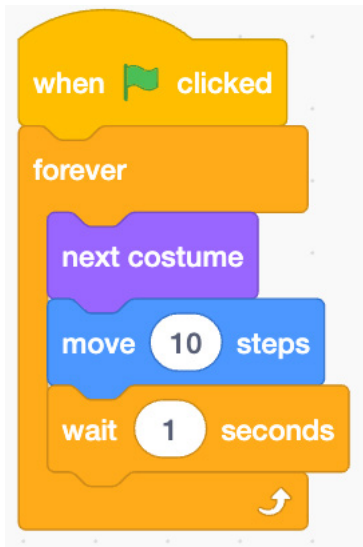 when clicked
forever
next costume
move 10 steps
wait 1 seconds